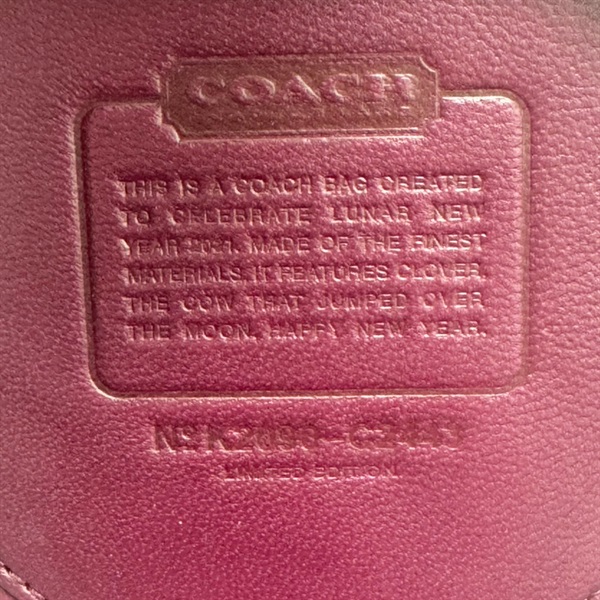 COACH
THIS IS A COACH BAG CREATED
TO CELEBRATE LUNAR NEW
YEAR 2021. MADE OF THE FINEST
MATERIALS, IT FEATURES CLOVER,
THE COW THAT JUMPED OVER
THE MOON. HAPPY NEW YEAR.
LIMITED EDITION